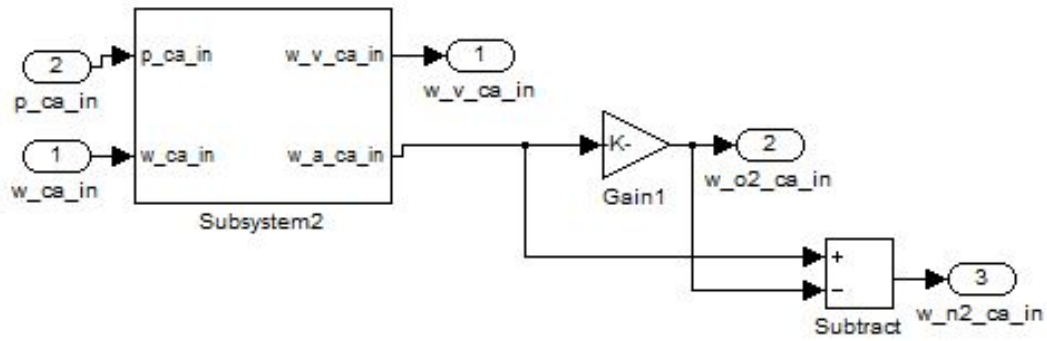 2
p_ca_in
1
w_ca_in
p_ca_in
w_v_ca_in
w_ca_in
w_a_ca_in
Subsystem2
1
w_v_ca_in
-K-
Gain1
2
w_o2_ca_in
+
−
Subtract
3
w_n2_ca_in